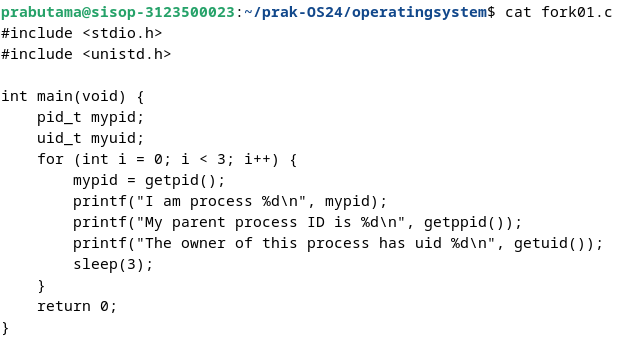 prabutama@sisop-3123500023:~/prak-OS24/operatingsystem$ cat fork01.c
#include <stdio.h>
#include <unistd.h>

int main(void) {
    pid_t mypid;
    uid_t myuid;
    for (int i = 0; i < 3; i++) {
        mypid = getpid();
        printf("I am process %d\n", mypid);
        printf("My parent process ID is %d\n", getppid());
        printf("The owner of this process has uid %d\n", getuid());
        sleep(3);
    }
    return 0;
}